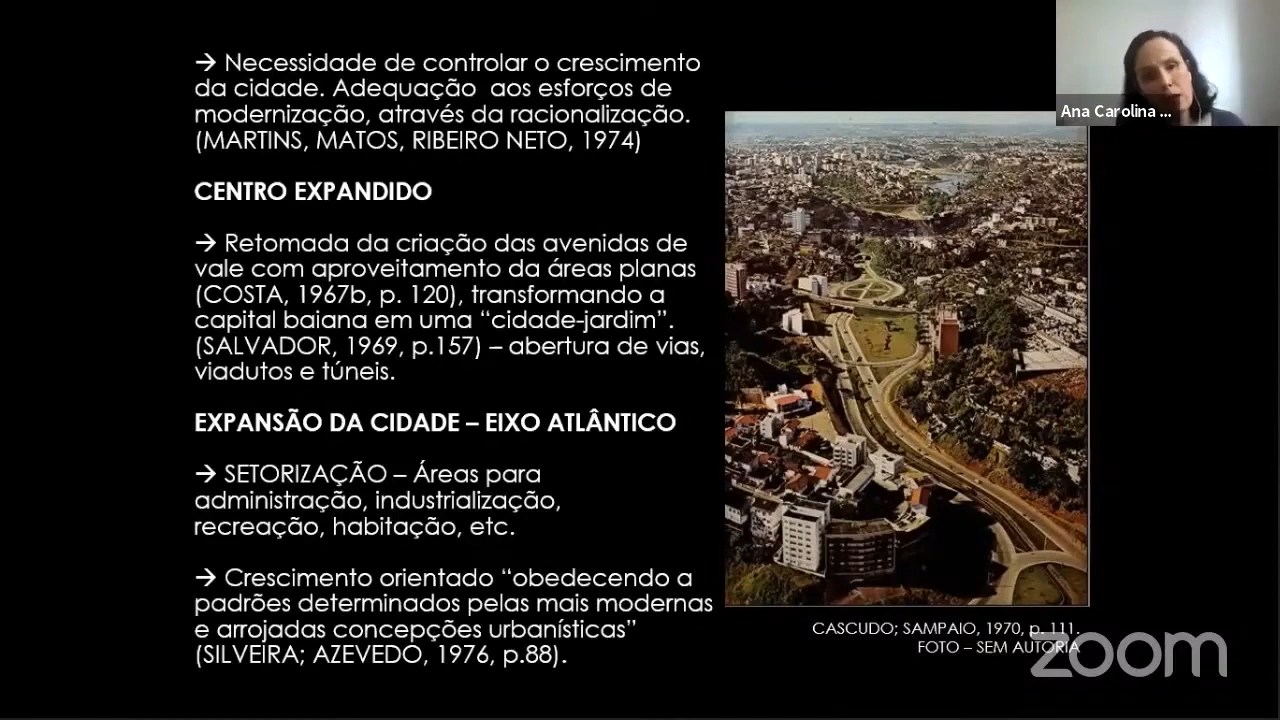 → Necessidade de controlar o crescimento
da cidade. Adequação aos esforços de
modernização, através da racionalização.
(MARTINS, MATOS, RIBEIRO NETO, 1974)
CENTRO EXPANDIDO
→ Retomada da criação das avenidas de
vale com aproveitamento da áreas planas
(COSTA, 1967b, p. 120), transformando a
capital baiana em uma “cidade-jardim”.
(SALVADOR, 1969, p.157) – abertura de vias,
viadutos e túneis.
EXPANSÃO DA CIDADE – EIXO ATLÂNTICO
→ SETORIZAÇÃO – Áreas para
administração, industrialização,
recreação, habitação, etc.
→ Crescimento orientado “obedecendo a
padrões determinados pelas mais modernas
e arrojadas concepções urbanísticas”
(SILVEIRA; AZEVEDO, 1976, p.88).
Ana Carolina ...
CASCUDO; SAMPAIO, 1970, p. 111.
FOTO – SEM AUTORIA
zoom